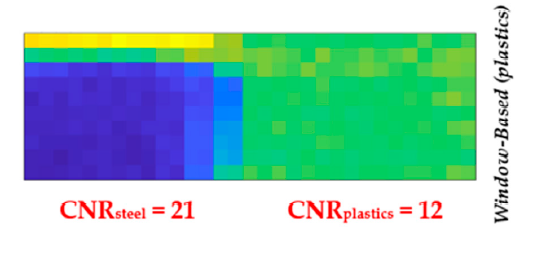 CNRsteel = 21
CNRplastics = 12
Window-Based (plastics)